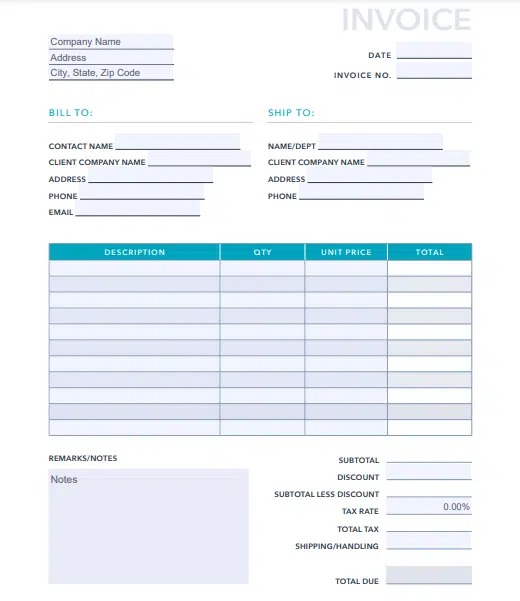 INVOICE
Company Name
Address
City, State, Zip Code
DATE
INVOICE NO.
BILL TO:
CONTACT NAME
CLIENT COMPANY NAME
ADDRESS
PHONE
EMAIL
SHIP TO:
NAME/DEPT
CLIENT COMPANY NAME
ADDRESS
PHONE
DESCRIPTION QTY UNIT PRICE TOTAL
REMARKS/NOTES
Notes
SUBTOTAL
DISCOUNT
SUBTOTAL LESS DISCOUNT
TAX RATE 0.00%
TOTAL TAX
SHIPPING/HANDLING
TOTAL DUE